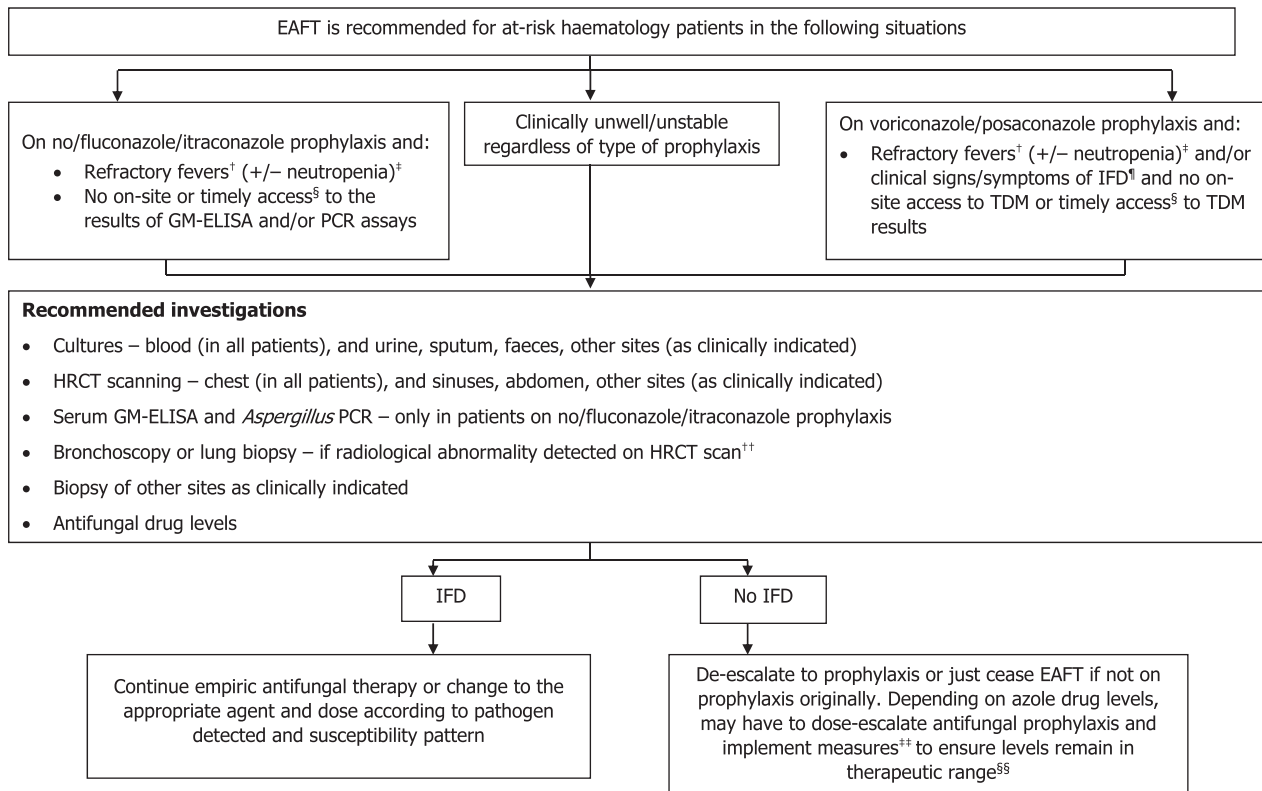 EAFT is recommended for at-risk haematology patients in the following situations
On no/fluconazole/itraconazole prophylaxis and:
• Refractory fevers† (+/– neutropenia)‡
• No on-site or timely access§ to the
results of GM-ELISA and/or PCR assays
Clinically unwell/unstable
regardless of type of prophylaxis
On voriconazole/posaconazole prophylaxis and:
• Refractory fevers† (+/– neutropenia)‡ and/or
clinical signs/symptoms of IFD¶ and no on-
site access to TDM or timely access§ to TDM
results
Recommended investigations
• Cultures – blood (in all patients), and urine, sputum, faeces, other sites (as clinically indicated)
• HRCT scanning – chest (in all patients), and sinuses, abdomen, other sites (as clinically indicated)
• Serum GM-ELISA and Aspergillus PCR – only in patients on no/fluconazole/itraconazole prophylaxis
• Bronchoscopy or lung biopsy – if radiological abnormality detected on HRCT scan††
• Biopsy of other sites as clinically indicated
• Antifungal drug levels
IFD
No IFD
Continue empiric antifungal therapy or change to the
appropriate agent and dose according to pathogen
detected and susceptibility pattern
De-escalate to prophylaxis or just cease EAFT if not on
prophylaxis originally. Depending on azole drug levels,
may have to dose-escalate antifungal prophylaxis and
implement measures‡‡ to ensure levels remain in
therapeutic range§§